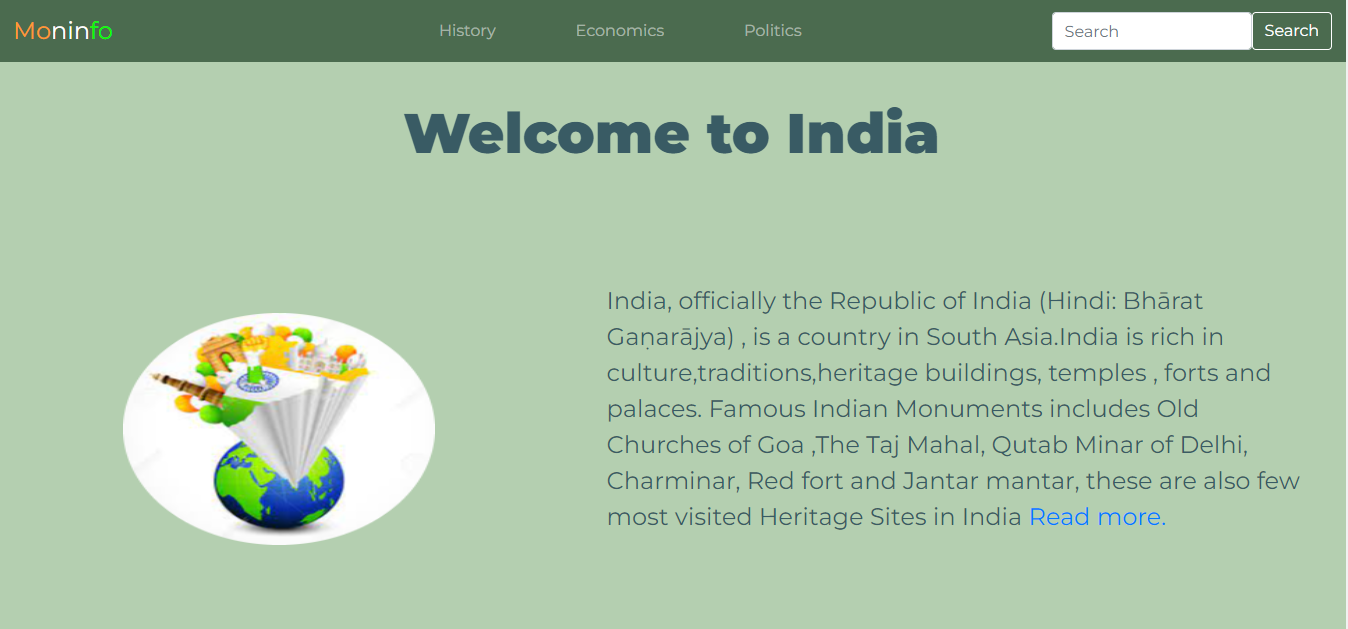 Moninfo
History
Economics
Politics
Search
Search
Welcome to India
India, officially the Republic of India (Hindi: Bhārat
Gaṇarājya) , is a country in South Asia.India is rich in
culture,traditions,heritage buildings, temples , forts and
palaces. Famous Indian Monuments includes Old
Churches of Goa ,The Taj Mahal, Qutab Minar of Delhi,
Charminar, Red fort and Jantar mantar, these are also few
most visited Heritage Sites in India Read more.